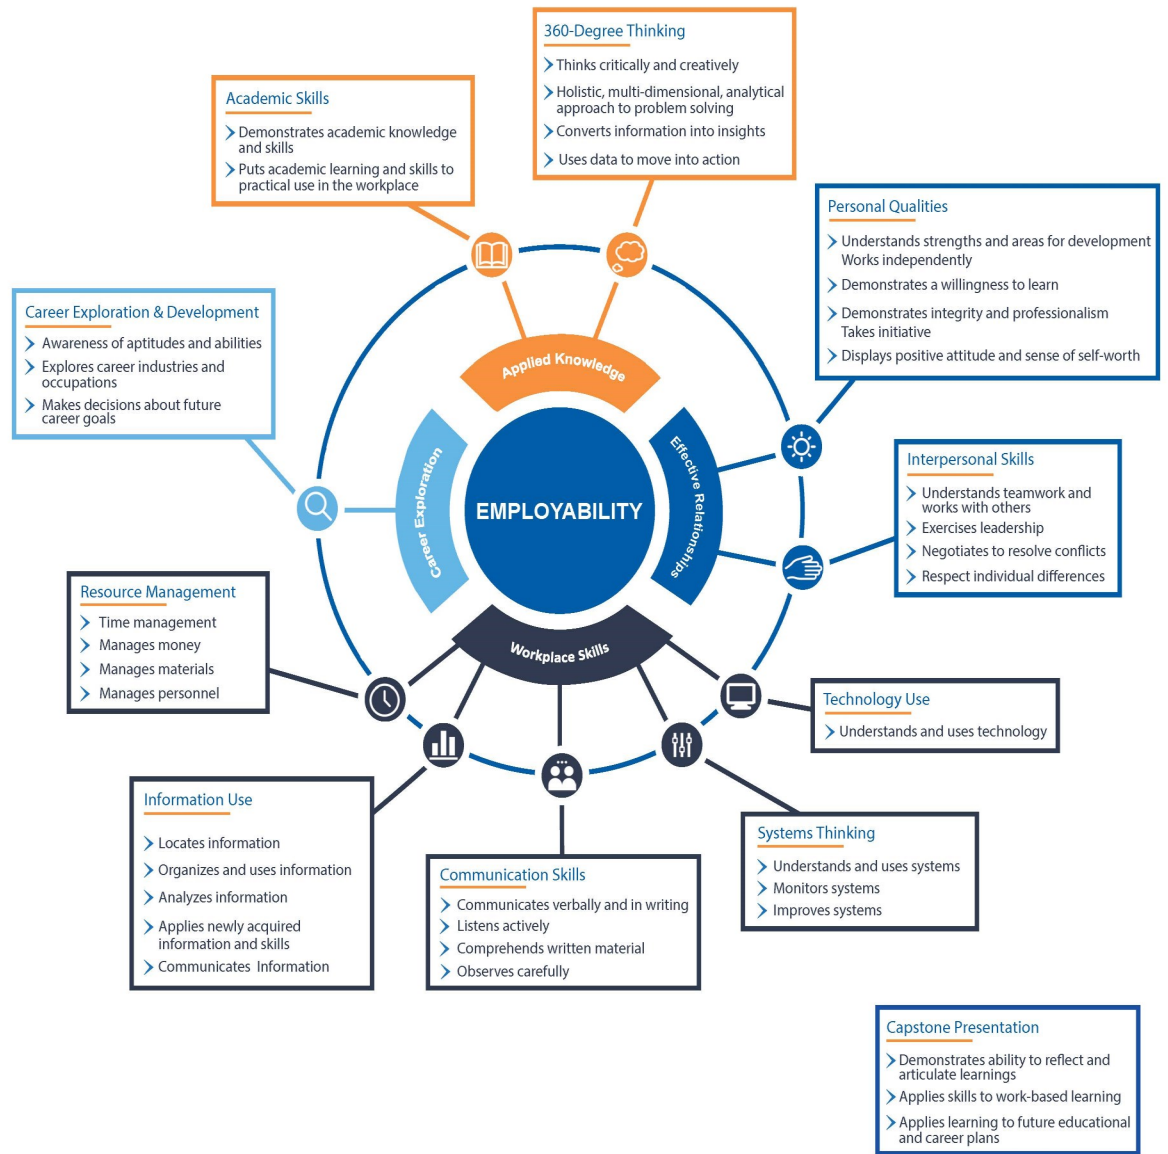 360-Degree Thinking
Thinks critically and creatively
Holistic, multi-dimensional, analytical
approach to problem solving
Converts information into insights
Uses data to move into action
Academic Skills
Demonstrates academic knowledge
and skills
Puts academic learning and skills to
practical use in the workplace
Personal Qualities
Understands strengths and areas for development
Works independently
Demonstrates a willingness to learn
Demonstrates integrity and professionalism
Takes initiative
Displays positive attitude and sense of self-worth
Career Exploration & Development
Awareness of aptitudes and abilities
Explores career industries and
occupations
Makes decisions about future
career goals
Applied Knowledge
Effective Relationships
Career Exploration
EMPLOYABILITY
Workplace Skills
Interpersonal Skills
Understands teamwork and
works with others
Exercises leadership
Negotiates to resolve conflicts
Respect individual differences
Resource Management
Time management
Manages money
Manages materials
Manages personnel
Technology Use
Understands and uses technology
Information Use
Locates information
Organizes and uses information
Analyzes information
Applies newly acquired
information and skills
Communicates Information
Communication Skills
Communicates verbally and in writing
Listens actively
Comprehends written material
Observes carefully
Systems Thinking
Understands and uses systems
Monitors systems
Improves systems
Capstone Presentation
Demonstrates ability to reflect and
articulate learnings
Applies skills to work-based learning
Applies learning to future educational
and career plans